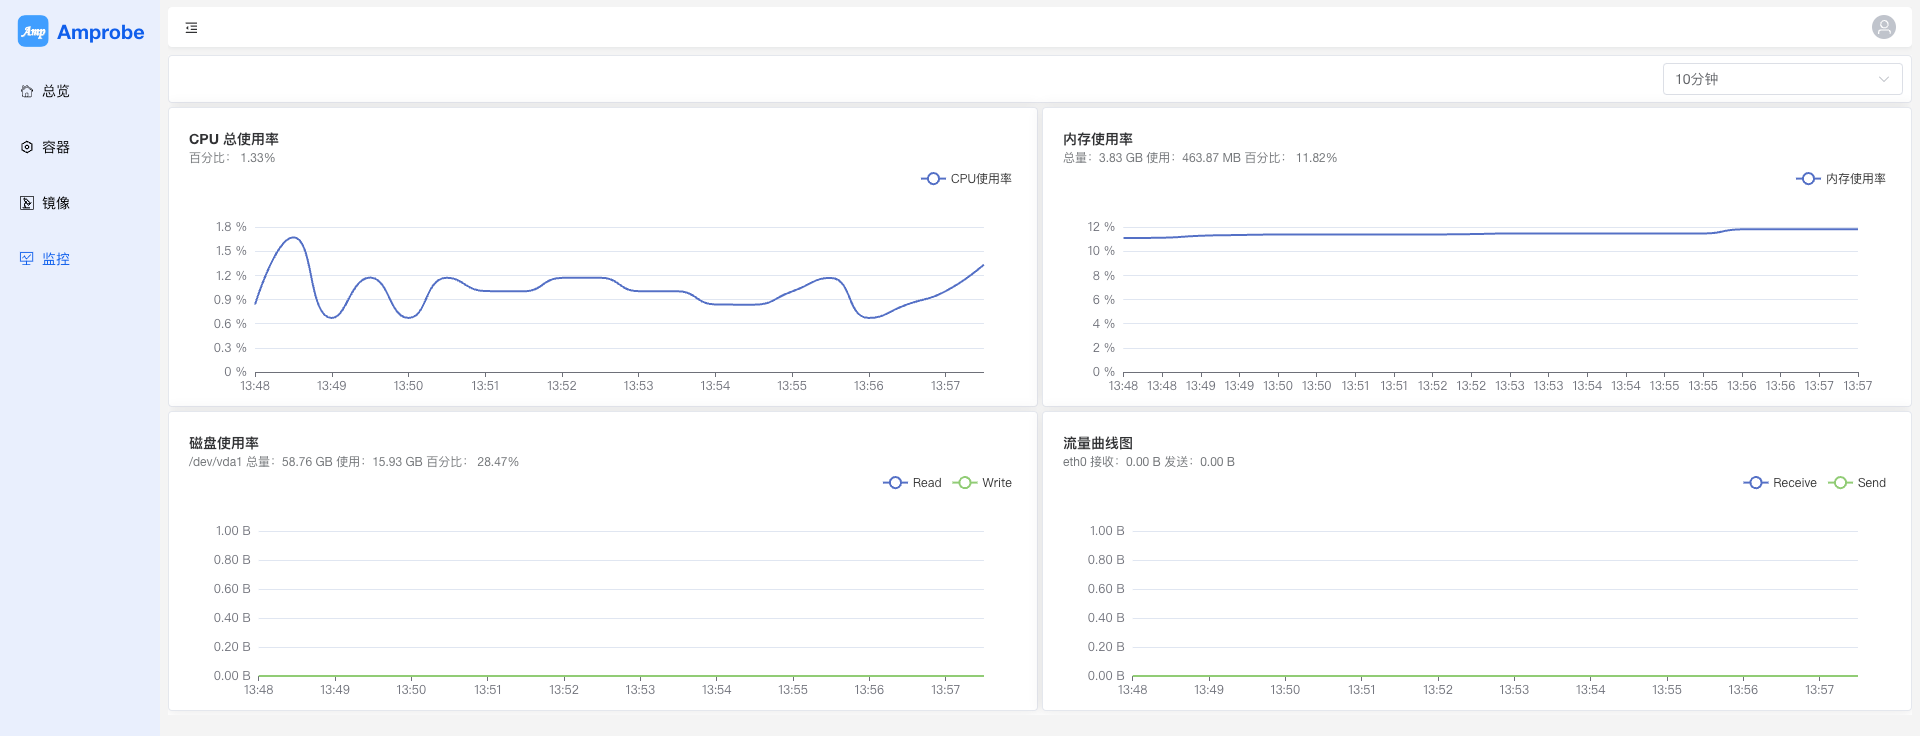 Amp Amprobe
总览
容器
镜像
监控
10分钟
CPU 总使用率
百分比： 1.33%
CPU使用率
1.8 %
1.5 %
1.2 %
0.9 %
0.6 %
0.3 %
0 %
13:48 13:49 13:50 13:51 13:52 13:53 13:54 13:55 13:56 13:57
内存使用率
总量：3.83 GB 使用：463.87 MB 百分比： 11.82%
内存使用率
12 %
10 %
8 %
6 %
4 %
2 %
0 %
13:48 13:48 13:49 13:49 13:50 13:50 13:51 13:51 13:52 13:52 13:53 13:53 13:54 13:54 13:55 13:55 13:56 13:56 13:57 13:57
磁盘使用率
/dev/vda1 总量：58.76 GB 使用：15.93 GB 百分比： 28.47%
Read Write
1.00 B
0.80 B
0.60 B
0.40 B
0.20 B
0.00 B
13:48 13:49 13:50 13:51 13:52 13:53 13:54 13:55 13:56 13:57
流量曲线图
eth0 接收：0.00 B 发送：0.00 B
Receive Send
1.00 B
0.80 B
0.60 B
0.40 B
0.20 B
0.00 B
13:48 13:49 13:50 13:51 13:52 13:53 13:54 13:55 13:56 13:57